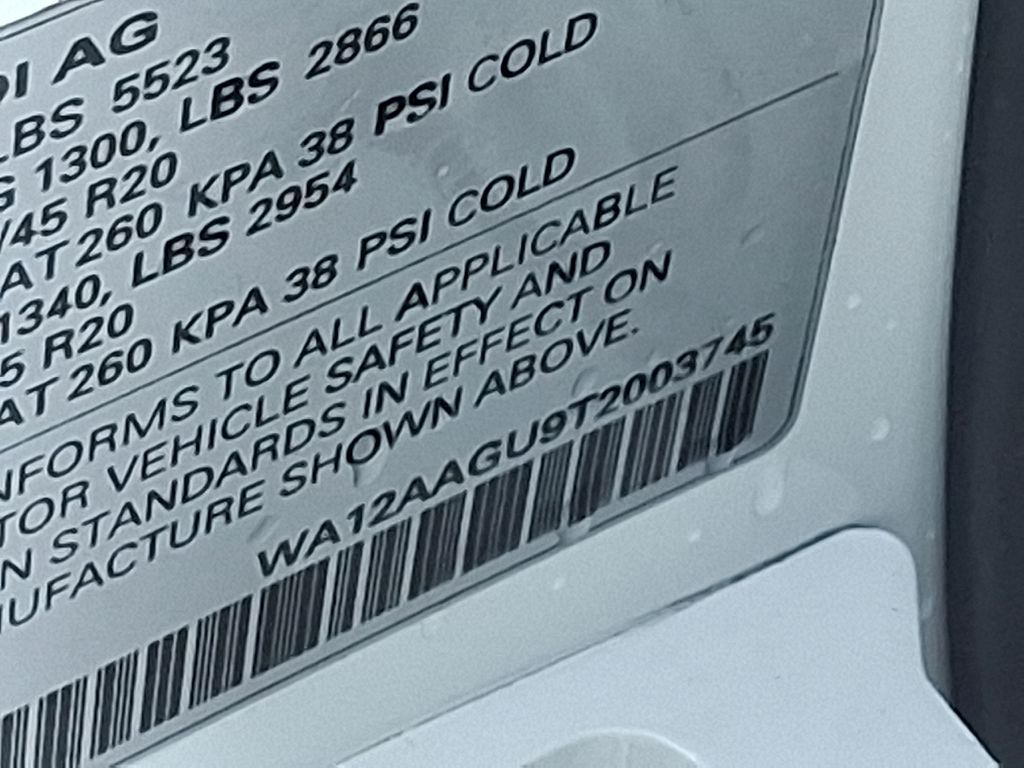 DI AG
LBS 5523
G 1300, LBS 2866
/45 R20
AT 260 KPA 38 PSI COLD
1340, LBS 2954
5 R20
AT 260 KPA 38 PSI COLD
NFORMS TO ALL APPLICABLE
TOR VEHICLE SAFETY AND
N STANDARDS IN EFFECT ON
NUFACTURE SHOWN ABOVE.
WA12AAGU9T2003745